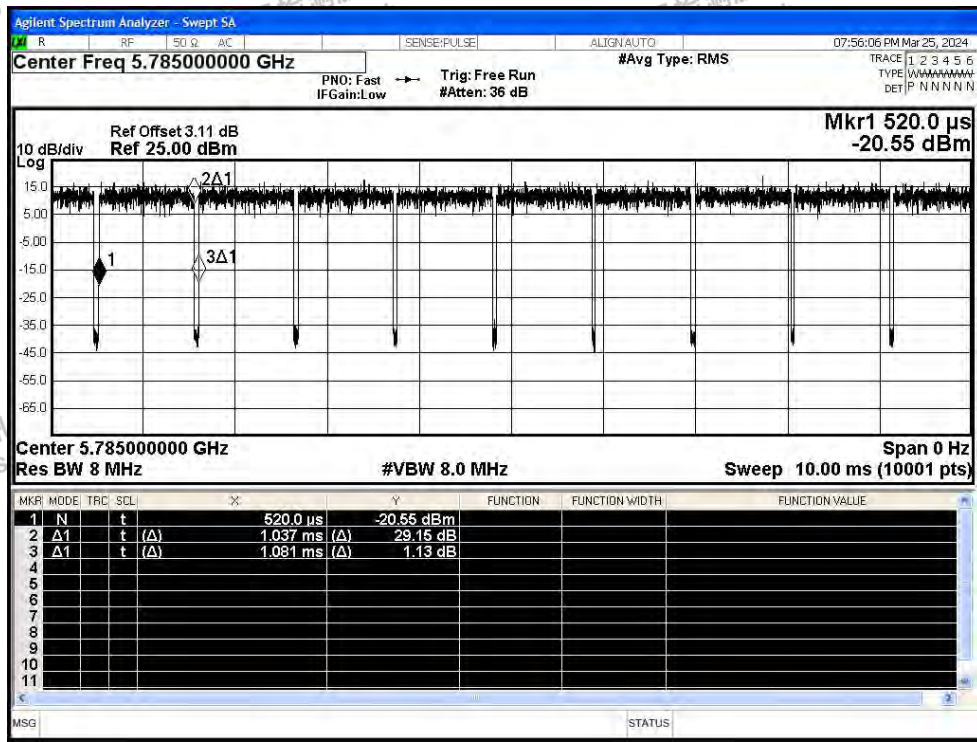 Agilent Spectrum Analyzer - Swept SA
LXI R RF 50 Ω AC SENSE:PULSE ALIGN AUTO 07:56:06 PM Mar 25, 2024
Center Freq 5.785000000 GHz
PNO: Fast
IFGain:Low
Trig: Free Run
#Atten: 36 dB
#Avg Type: RMS
TRACE 1 2 3 4 5 6
TYPE WWWWWW
DET P N N N N N
Mkr1 520.0 µs
-20.55 dBm
Ref Offset 3.11 dB
10 dB/div Ref 25.00 dBm
Log
15.0
5.00
-5.00
-15.0
-25.0
-35.0
-45.0
-55.0
-65.0
2Δ1
1
3Δ1
Center 5.785000000 GHz Span 0 Hz
Res BW 8 MHz #VBW 8.0 MHz Sweep 10.00 ms (10001 pts)
MKR MODE TRC SCL X Y FUNCTION FUNCTION WIDTH FUNCTION VALUE
1 N t 520.0 µs -20.55 dBm
2 Δ1 t (Δ) 1.037 ms (Δ) 29.15 dB
3 Δ1 t (Δ) 1.081 ms (Δ) 1.13 dB
4
5
6
7
8
9
10
11
MSG STATUS